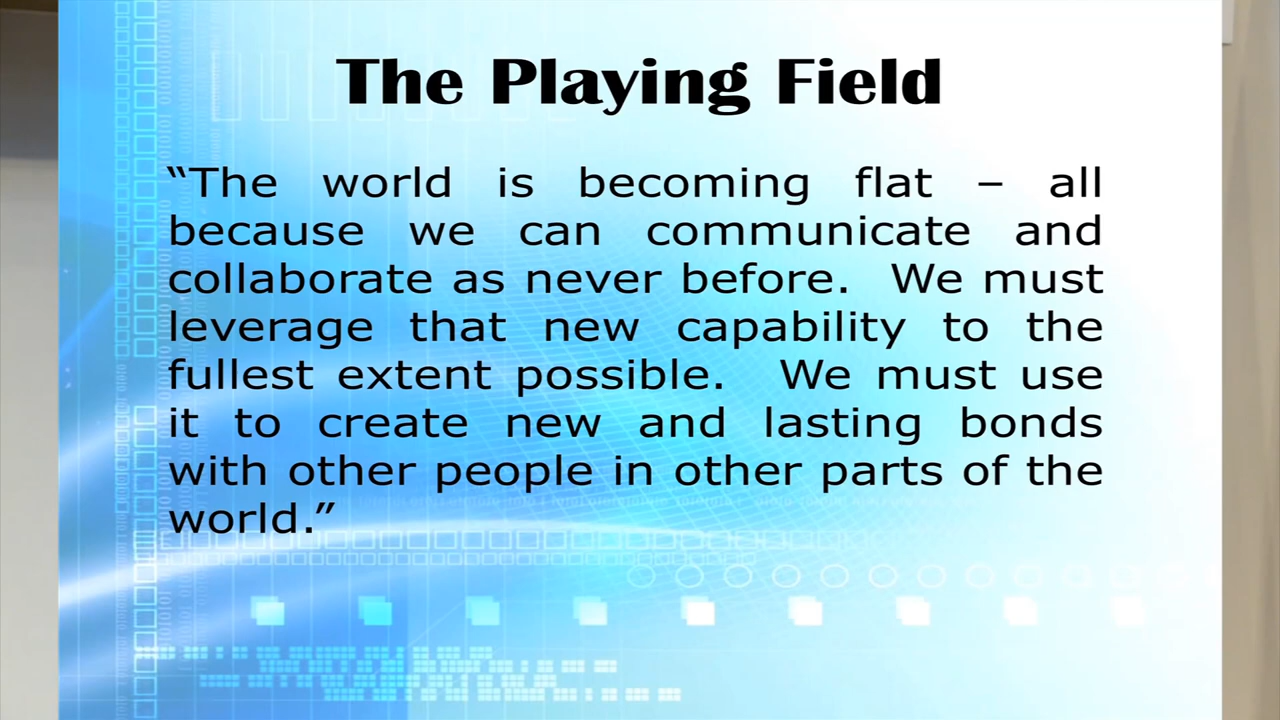 The Playing Field
“The world is becoming flat – all
because we can communicate and
collaborate as never before. We must
leverage that new capability to the
fullest extent possible. We must use
it to create new and lasting bonds
with other people in other parts of the
world.”